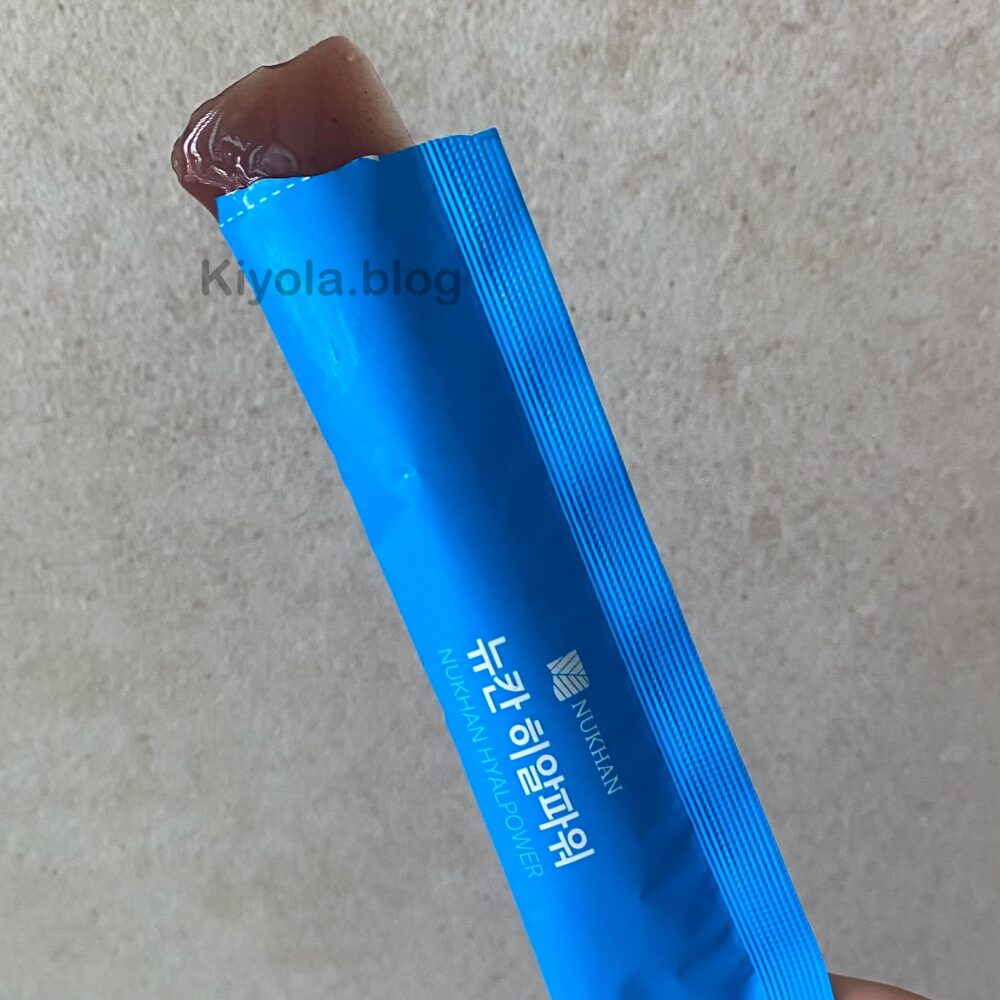 Kiyola.blog
NUKHAN
뉴칸 히알파워
NUKHAN HYALPOWER